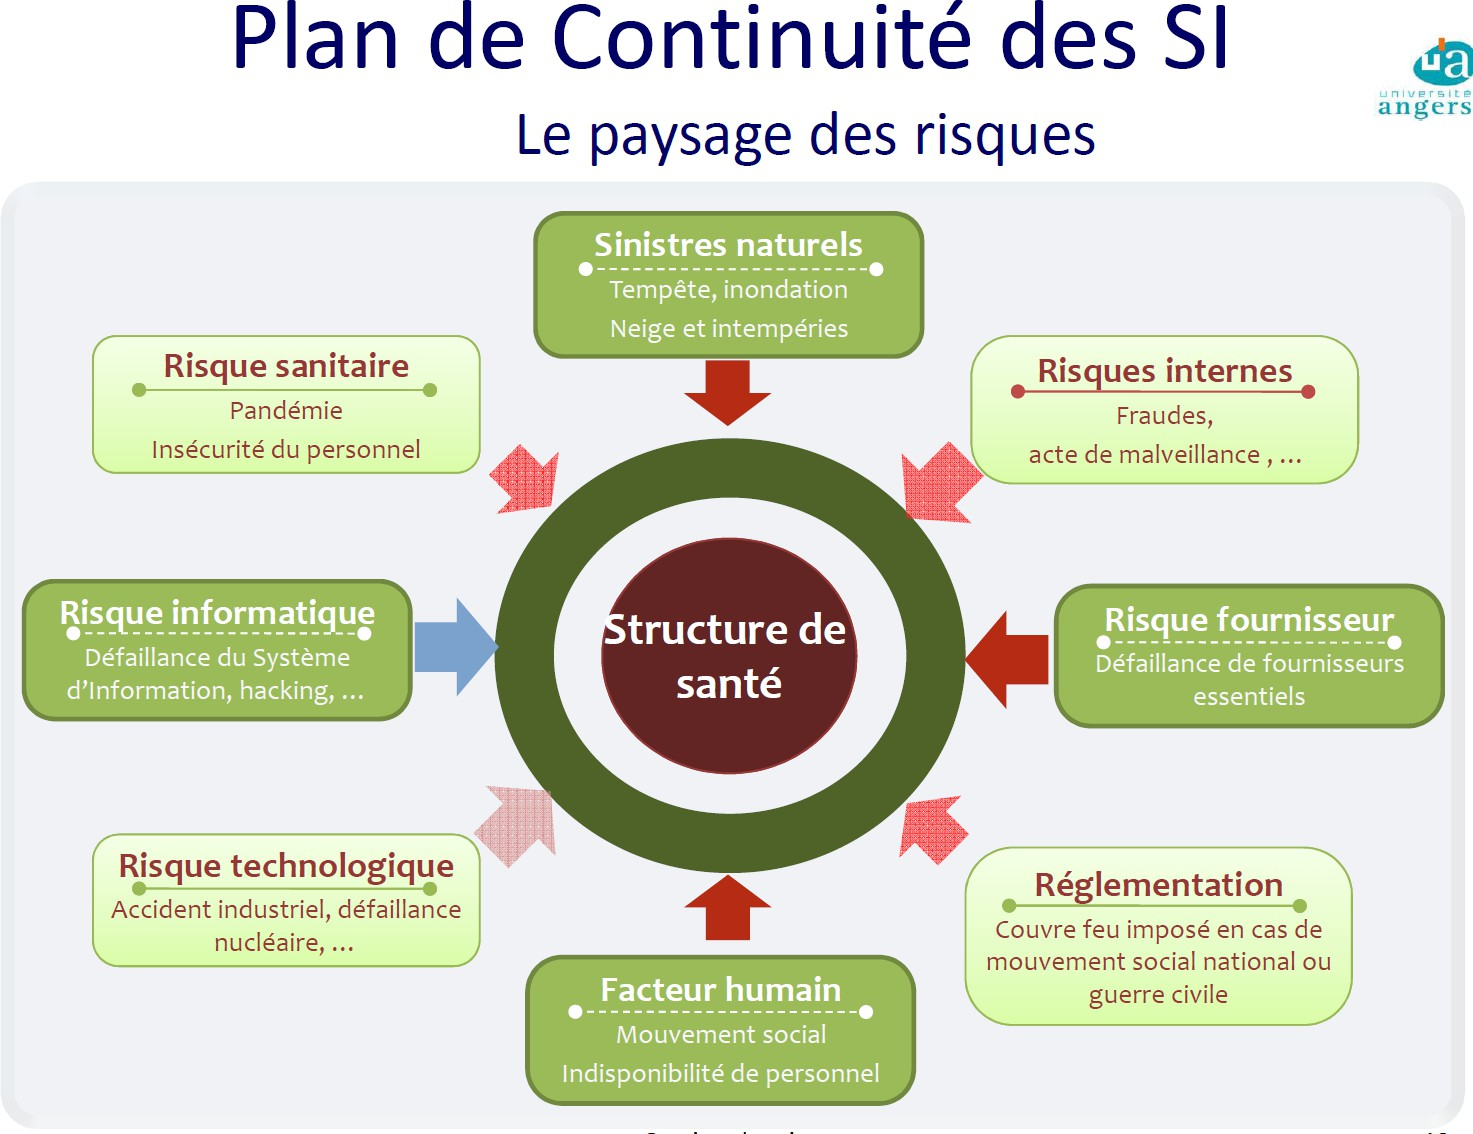 Plan de Continuité des SI
ua
université
angers
Le paysage des risques
Sinistres naturels
Tempête, inondation
Neige et intempéries
Risque sanitaire
Pandémie
Insécurité du personnel
Risques internes
Fraudes,
acte de malveillance , ...
Risque informatique
Défaillance du Système
d'Information, hacking, ...
Structure de
santé
Risque fournisseur
Défaillance de fournisseurs
essentiels
Risque technologique
Accident industriel, défaillance
nucléaire, ...
Réglementation
Couvre feu imposé en cas de
mouvement social national ou
guerre civile
Facteur humain
Mouvement social
Indisponibilité de personnel